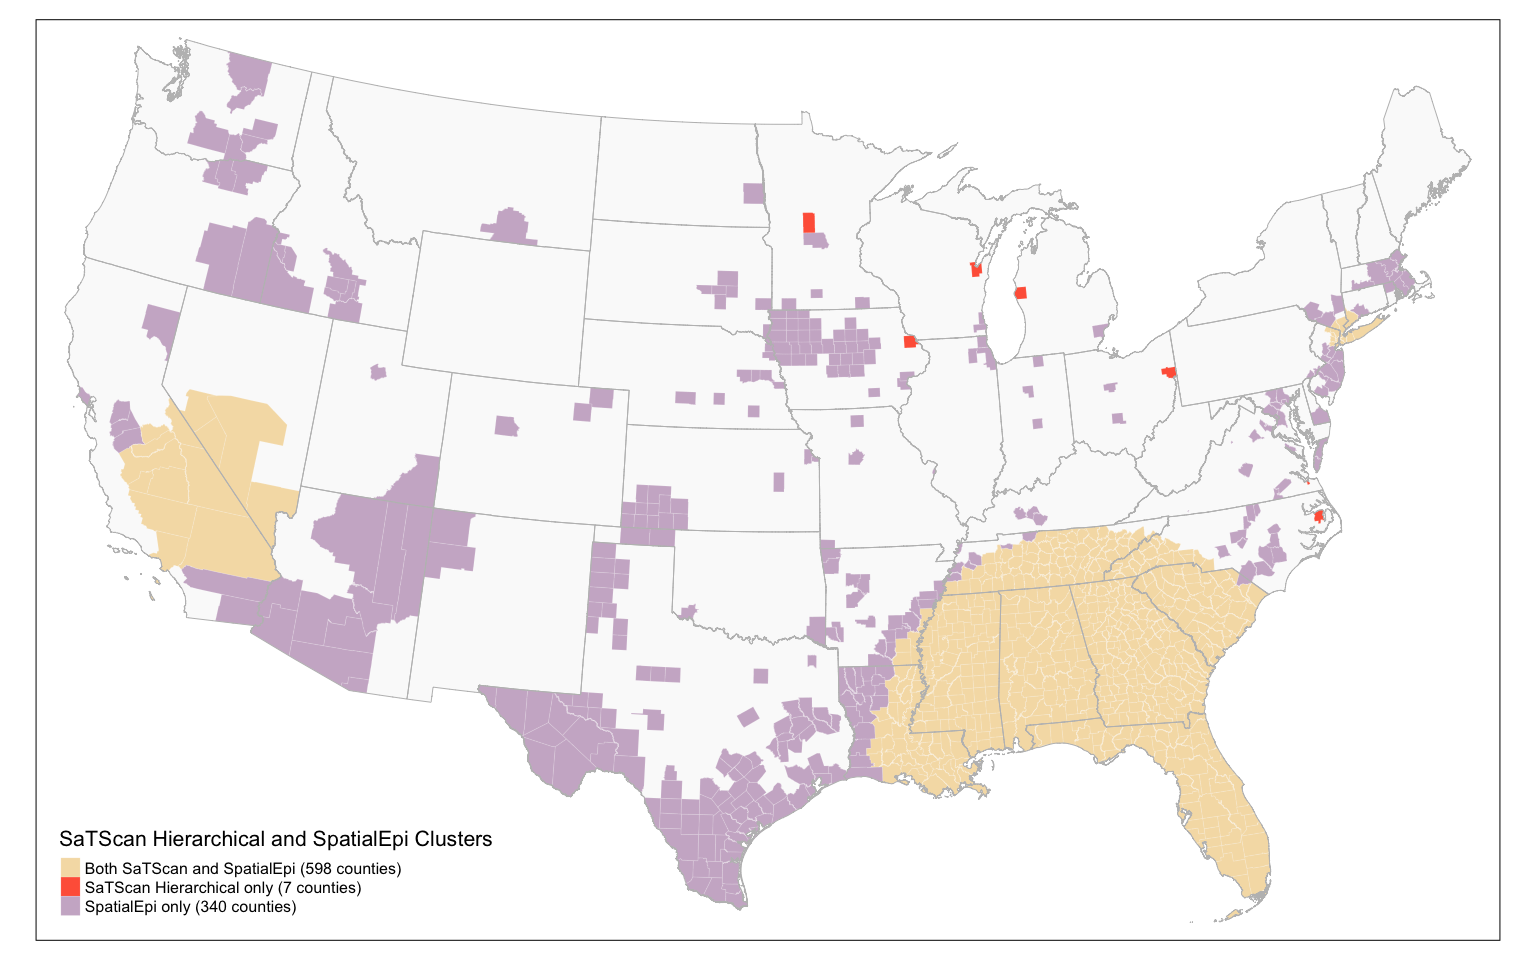 SaTScan Hierarchical and SpatialEpi Clusters
Both SaTScan and SpatialEpi (598 counties)
SaTScan Hierarchical only (7 counties)
SpatialEpi only (340 counties)